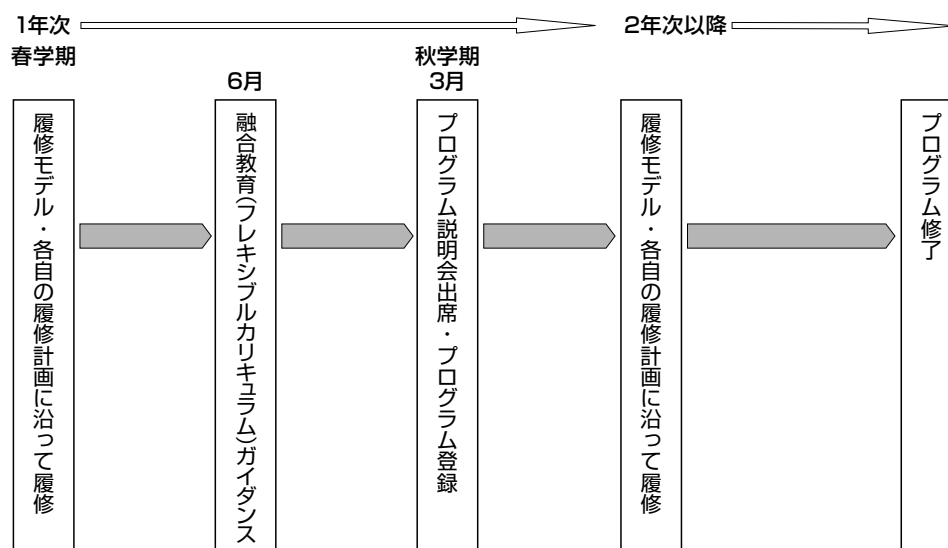 1年次
2年次以降
春学期
秋学期
6月
3月
履修モデル・各自の履修計画に沿って履修
融合教育(フレキシブルカリキュラム)ガイダンス
プログラム説明会出席・プログラム登録
履修モデル・各自の履修計画に沿って履修
プログラム修了